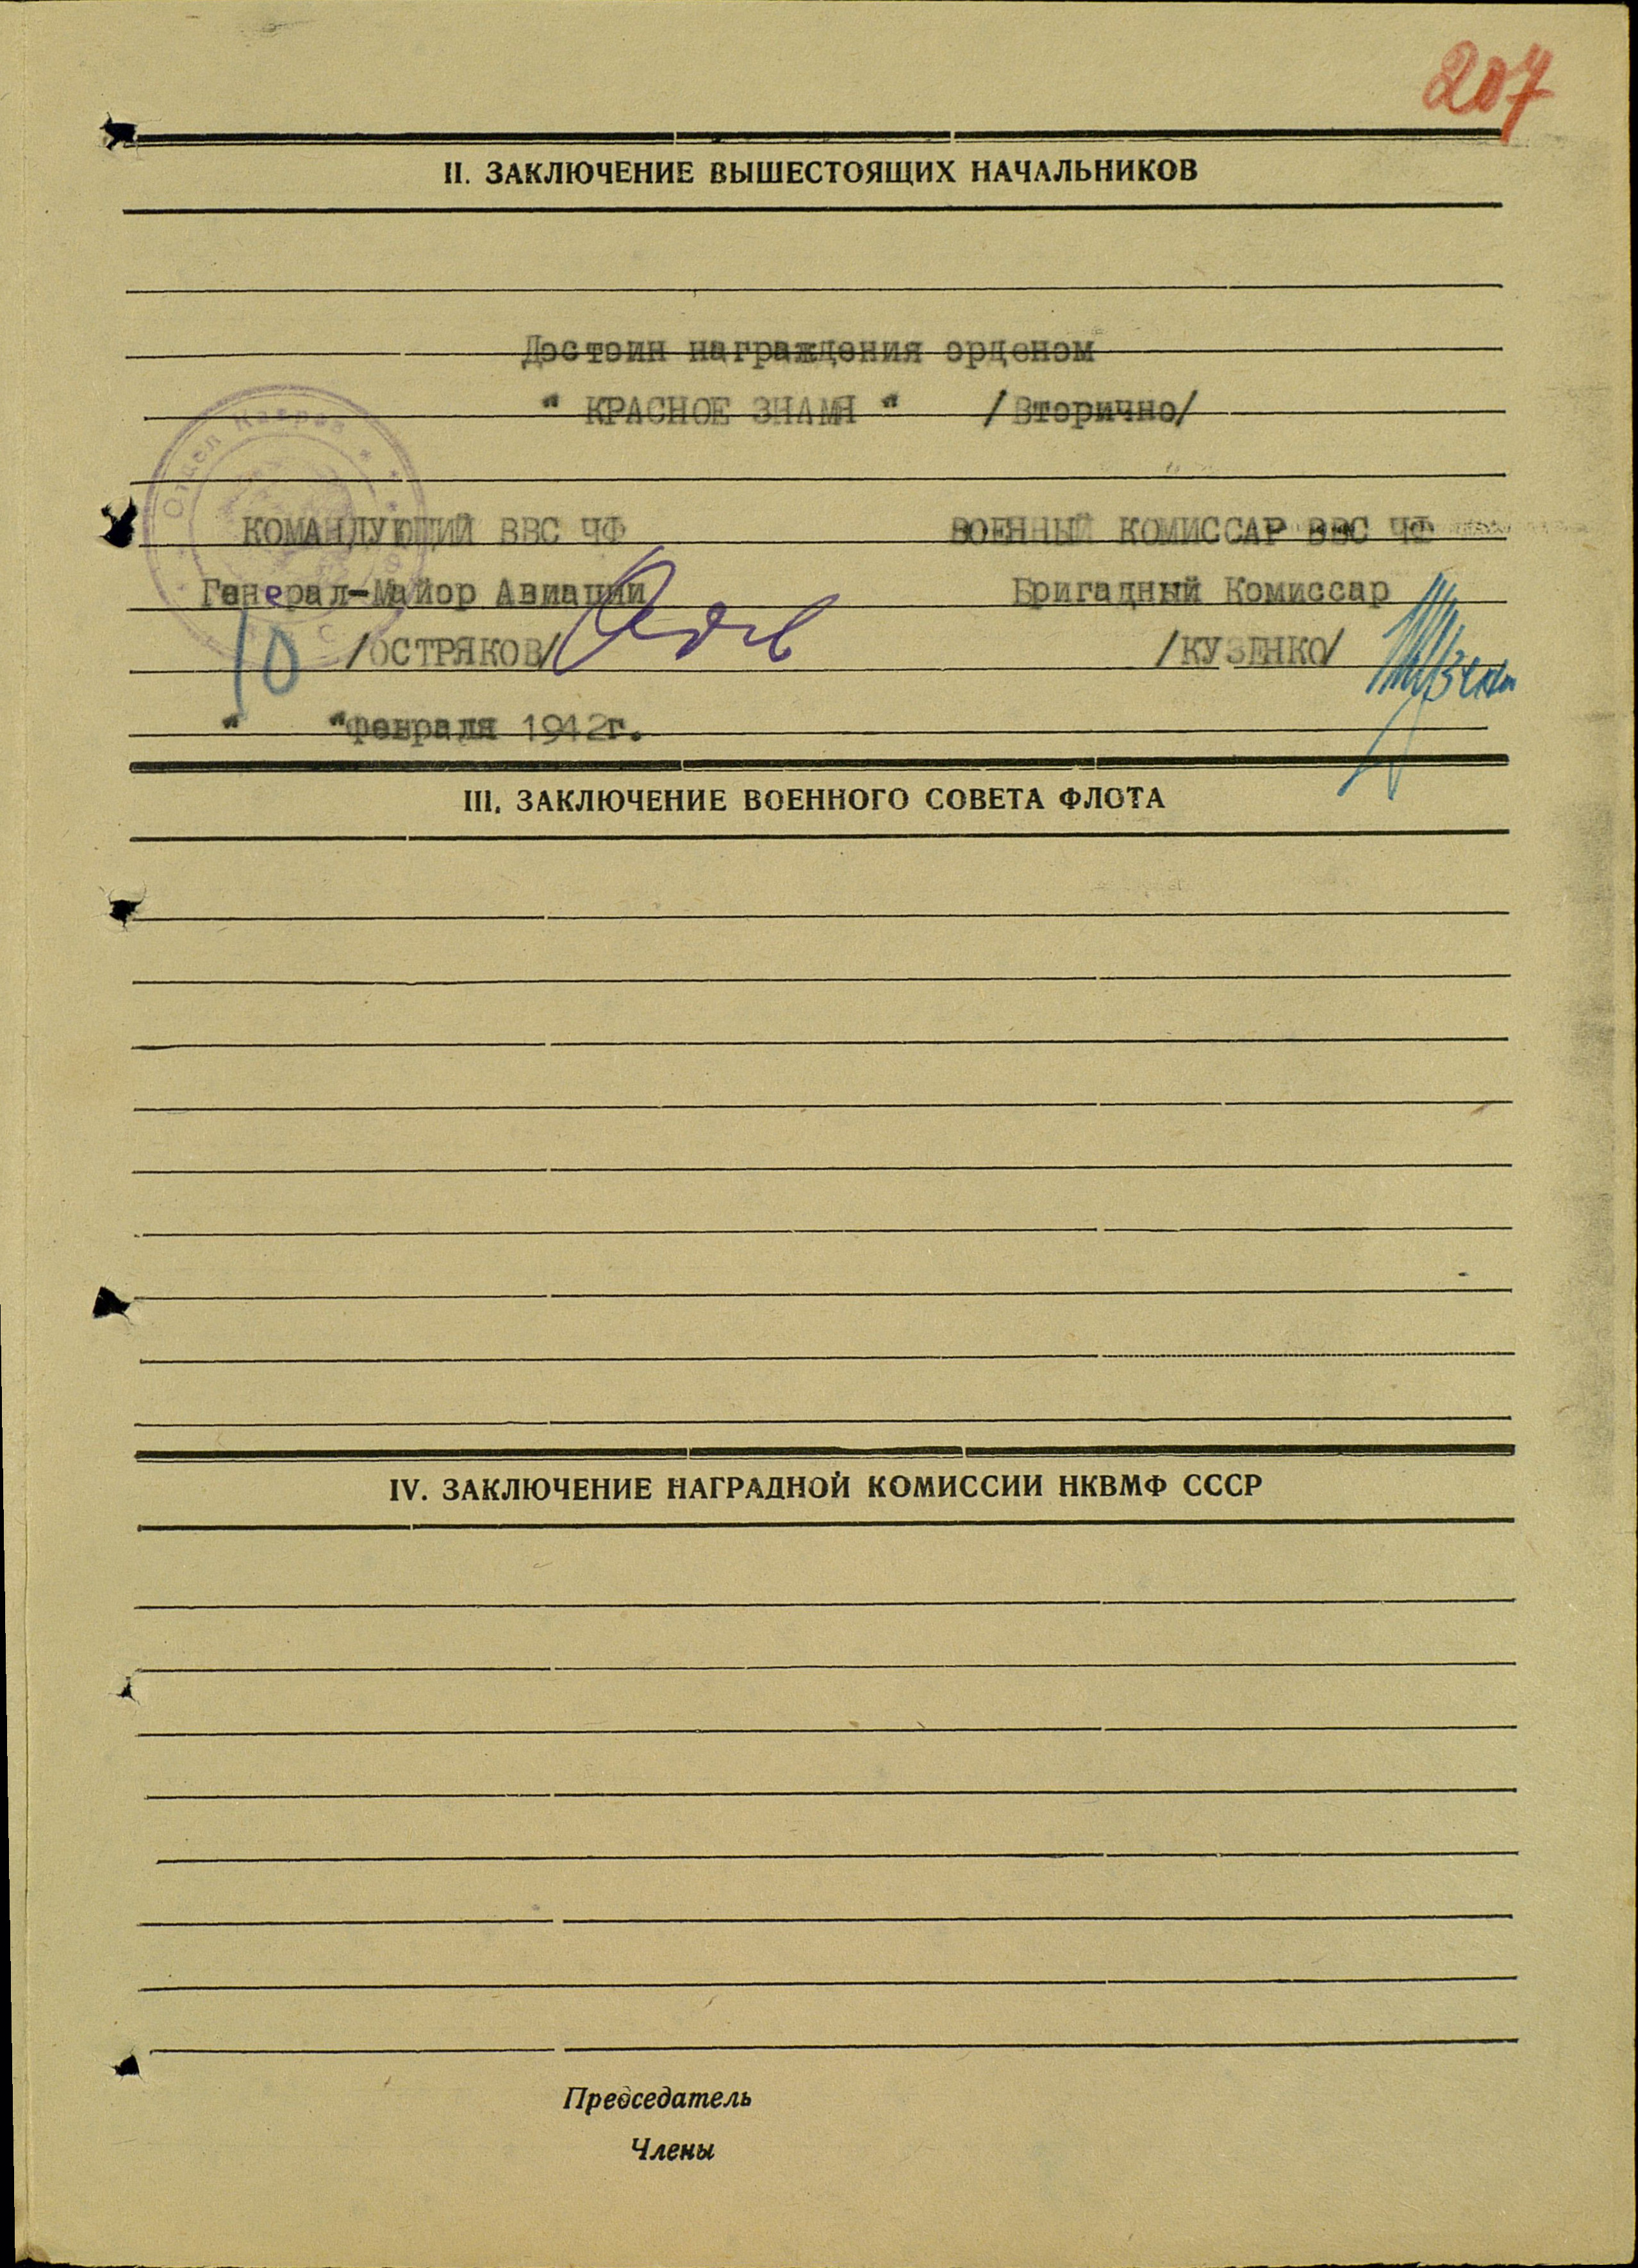 207
II. ЗАКЛЮЧЕНИЕ ВЫШЕСТОЯЩИХ НАЧАЛЬНИКОВ
Достоин награждения орденом
" КРАСНОЕ ЗНАМЯ " /Вторично/
Отдел Кадров
КОМАНДУЮЩИЙ ВВС ЧФ ВОЕННЫЙ КОМИССАР ВВС ЧФ
Генерал-Майор Авиации Бригадный Комиссар
/ОСТРЯКОВ/ /КУЗЕНКО/
"10" февраля 1942г.
III. ЗАКЛЮЧЕНИЕ ВОЕННОГО СОВЕТА ФЛОТА
IV. ЗАКЛЮЧЕНИЕ НАГРАДНОЙ КОМИССИИ НКВМФ СССР
Председатель
Члены